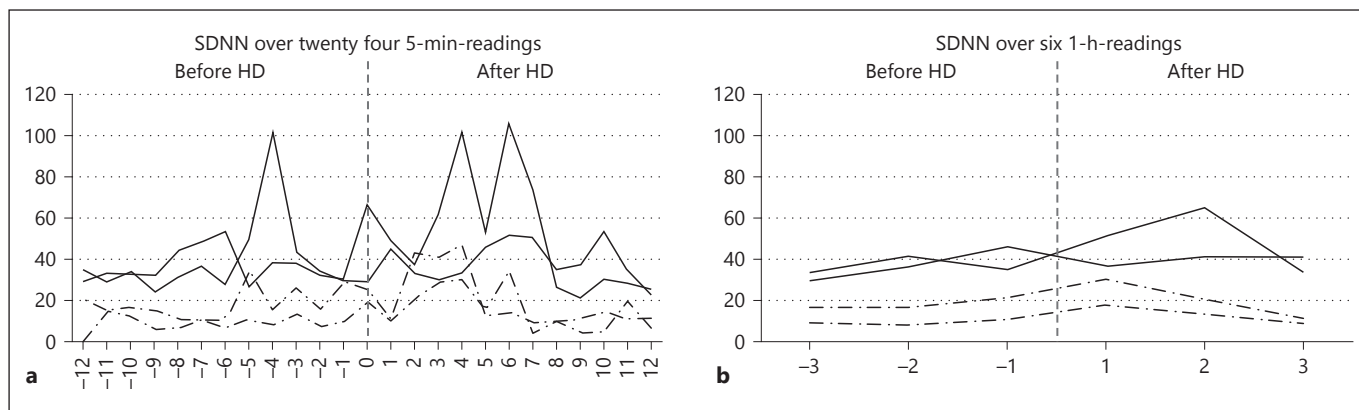 SDNN over twenty four 5-min-readings
Before HD After HD
120
100
80
60
40
20
0
–12 –11 –10 –9 –8 –7 –6 –5 –4 –3 –2 –1 0 1 2 3 4 5 6 7 8 9 10 11 12
a
SDNN over six 1-h-readings
Before HD After HD
120
100
80
60
40
20
0
–3 –2 –1 1 2 3
b